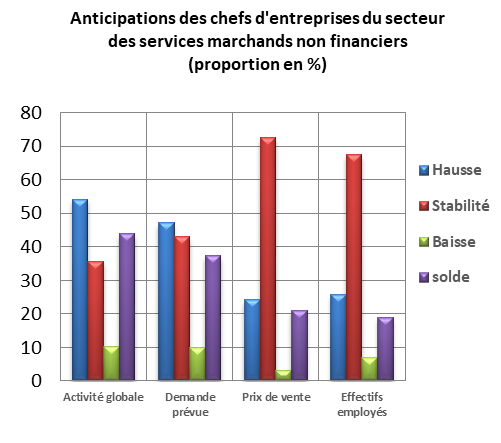 Anticipations des chefs d'entreprises du secteur
des services marchands non financiers
(proportion en %)
80
70
60
50
40
30
20
10
0
Hausse
Stabilité
Baisse
solde
Activité globale
Demande
prévue
Prix de vente
Effectifs
employés